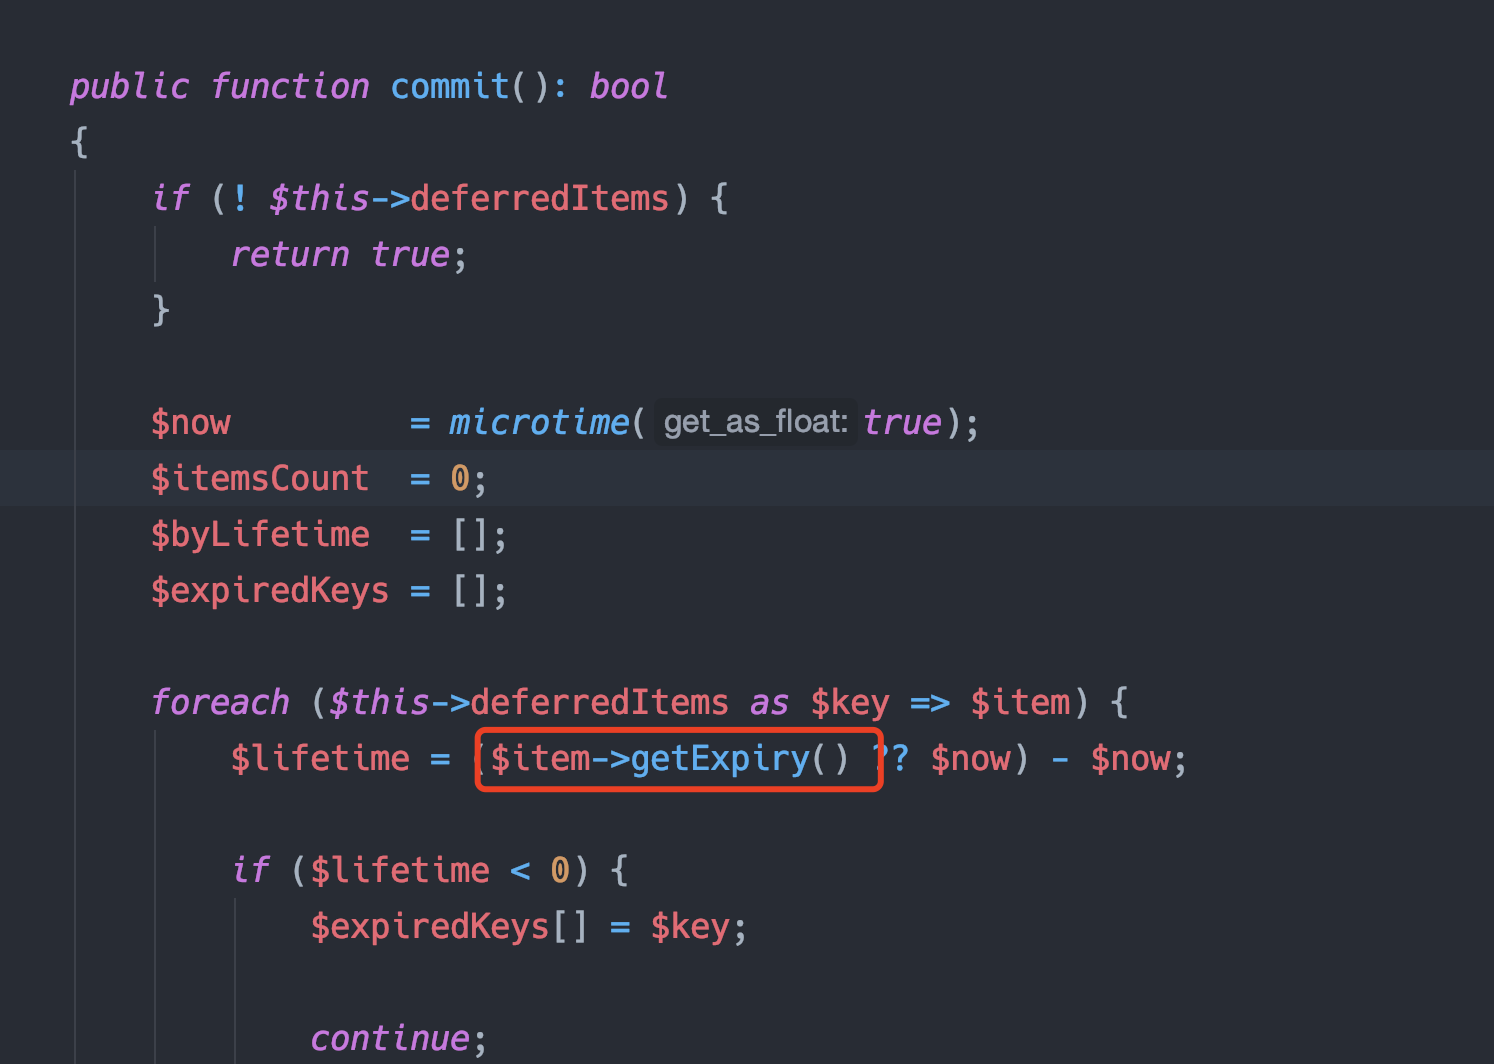 public function commit(): bool
{
if (! $this->deferredItems) {
return true;
}
$now = microtime( get_as_float: true);
$itemsCount = 0;
$byLifetime = [];
$expiredKeys = [];
foreach ($this->deferredItems as $key => $item) {
$lifetime = ($item->getExpiry() ?? $now) - $now;
if ($lifetime < 0) {
$expiredKeys[] = $key;
continue;